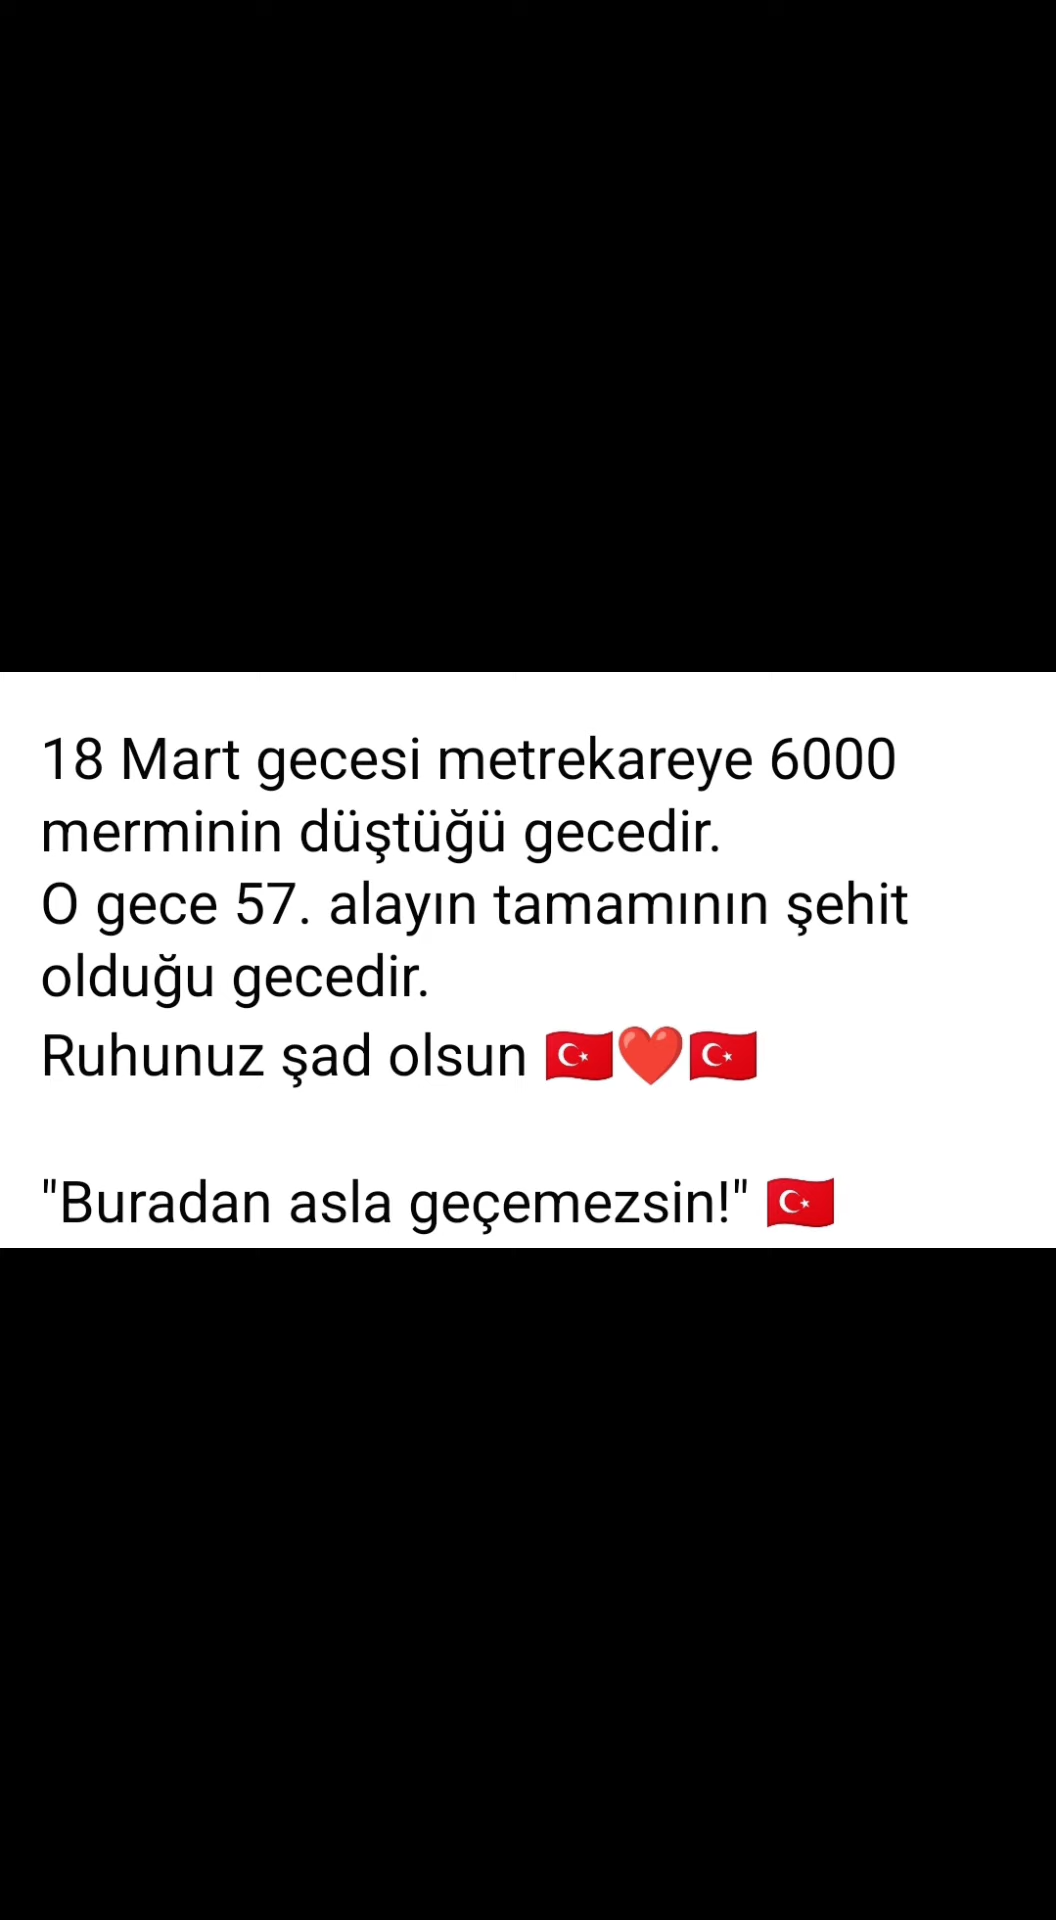 18 Mart gecesi metrekareye 6000
merminin düştüğü gecedir.
O gece 57. alayın tamamının şehit
olduğu gecedir.
Ruhunuz şad olsun 🇹🇷❤️🇹🇷
"Buradan asla geçemezsin!" 🇹🇷